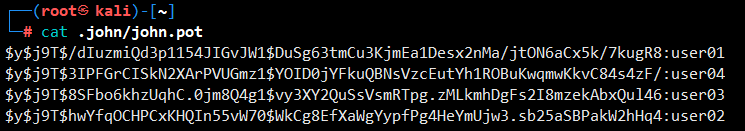 ┌──(root㉿kali)-[~]
└─# cat .john/john.pot
$y$j9T$/dIuzmiQd3p1154JIGvJW1$DuSg63tmCu3KjmEa1Desx2nMa/jtON6aCx5k/7kugR8:user01
$y$j9T$3IPFGrCISkN2XArPVUGmz1$YOID0jYFkuQBNsVzcEutYh1ROBuKwqmwKkvC84s4zF/:user04
$y$j9T$8SFbo6khzUqhC.0jm8Q4g1$vy3XY2QuSsVsmRTpg.zMLkmhDgFs2I8mzekAbxQul46:user03
$y$j9T$hwYfqOCHPCxKHQIn55vW70$WkCg8EfXaWgYypfPg4HeYmUjw3.sb25aSBPakW2hHq4:user02